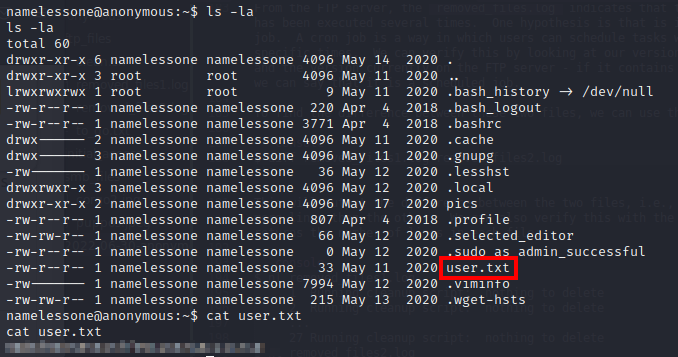 namelessone@anonymous:~$ ls -la
ls -la
total 60
drwxr-xr-x 6 namelessone namelessone 4096 May 14 2020 .
drwxr-xr-x 3 root root 4096 May 11 2020 ..
lrwxrwxrwx 1 root root 9 May 11 2020 .bash_history → /dev/null
-rw-r--r-- 1 namelessone namelessone 220 Apr 4 2018 .bash_logout
-rw-r--r-- 1 namelessone namelessone 3771 Apr 4 2018 .bashrc
drwx------ 2 namelessone namelessone 4096 May 11 2020 .cache
drwx------ 3 namelessone namelessone 4096 May 11 2020 .gnupg
-rw------- 1 namelessone namelessone 36 May 12 2020 .lesshst
drwxrwxr-x 3 namelessone namelessone 4096 May 12 2020 .local
drwxr-xr-x 2 namelessone namelessone 4096 May 17 2020 pics
-rw-r--r-- 1 namelessone namelessone 807 Apr 4 2018 .profile
-rw-rw-r-- 1 namelessone namelessone 66 May 12 2020 .selected_editor
-rw-r--r-- 1 namelessone namelessone 0 May 12 2020 .sudo_as_admin_successful
-rw-r--r-- 1 namelessone namelessone 33 May 11 2020 user.txt
-rw------- 1 namelessone namelessone 7994 May 12 2020 .viminfo
-rw-rw-r-- 1 namelessone namelessone 215 May 13 2020 .wget-hsts
namelessone@anonymous:~$ cat user.txt
cat user.txt